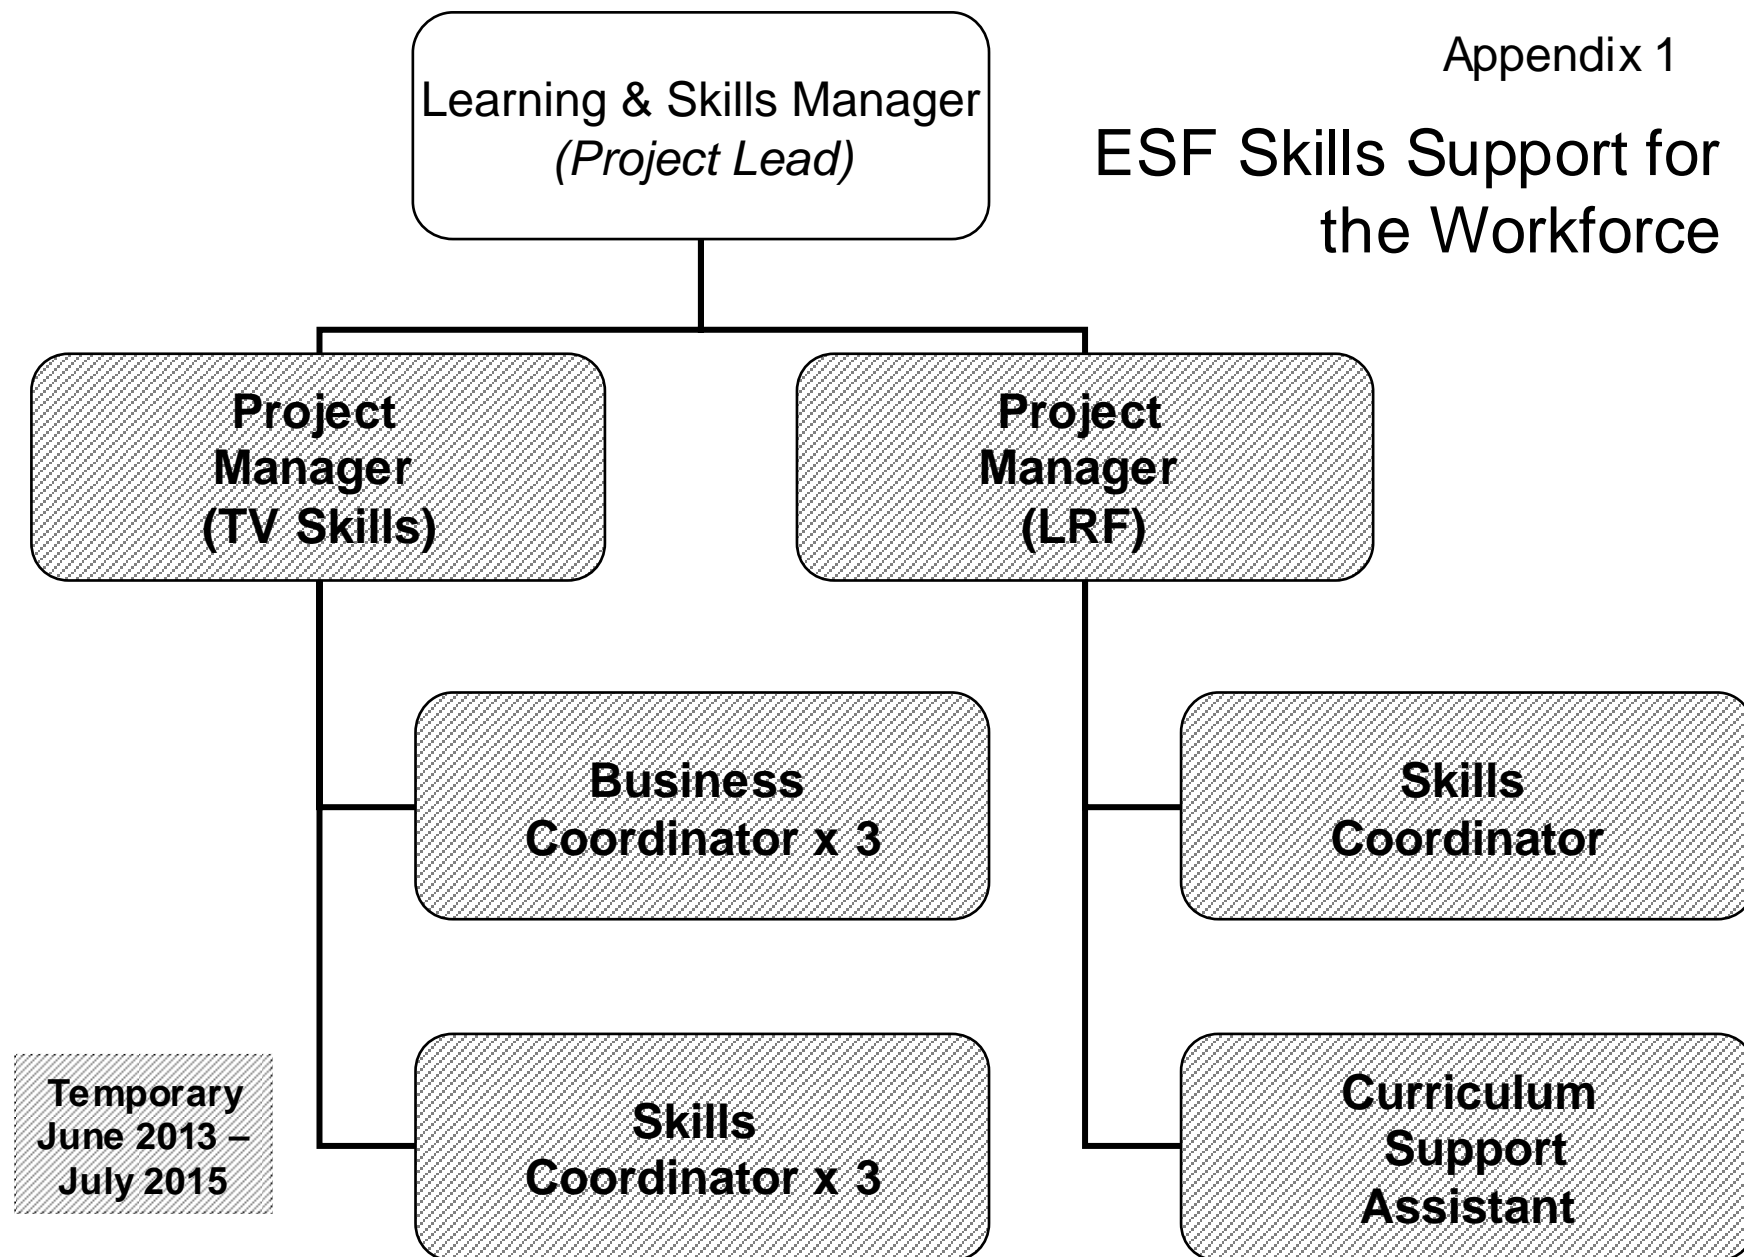 Appendix 1
ESF Skills Support for
the Workforce
Learning & Skills Manager
(Project Lead)
Project
Manager
(TV Skills)
Project
Manager
(LRF)
Business
Coordinator x 3
Skills
Coordinator
Skills
Coordinator x 3
Curriculum
Support
Assistant
Temporary
June 2013 –
July 2015